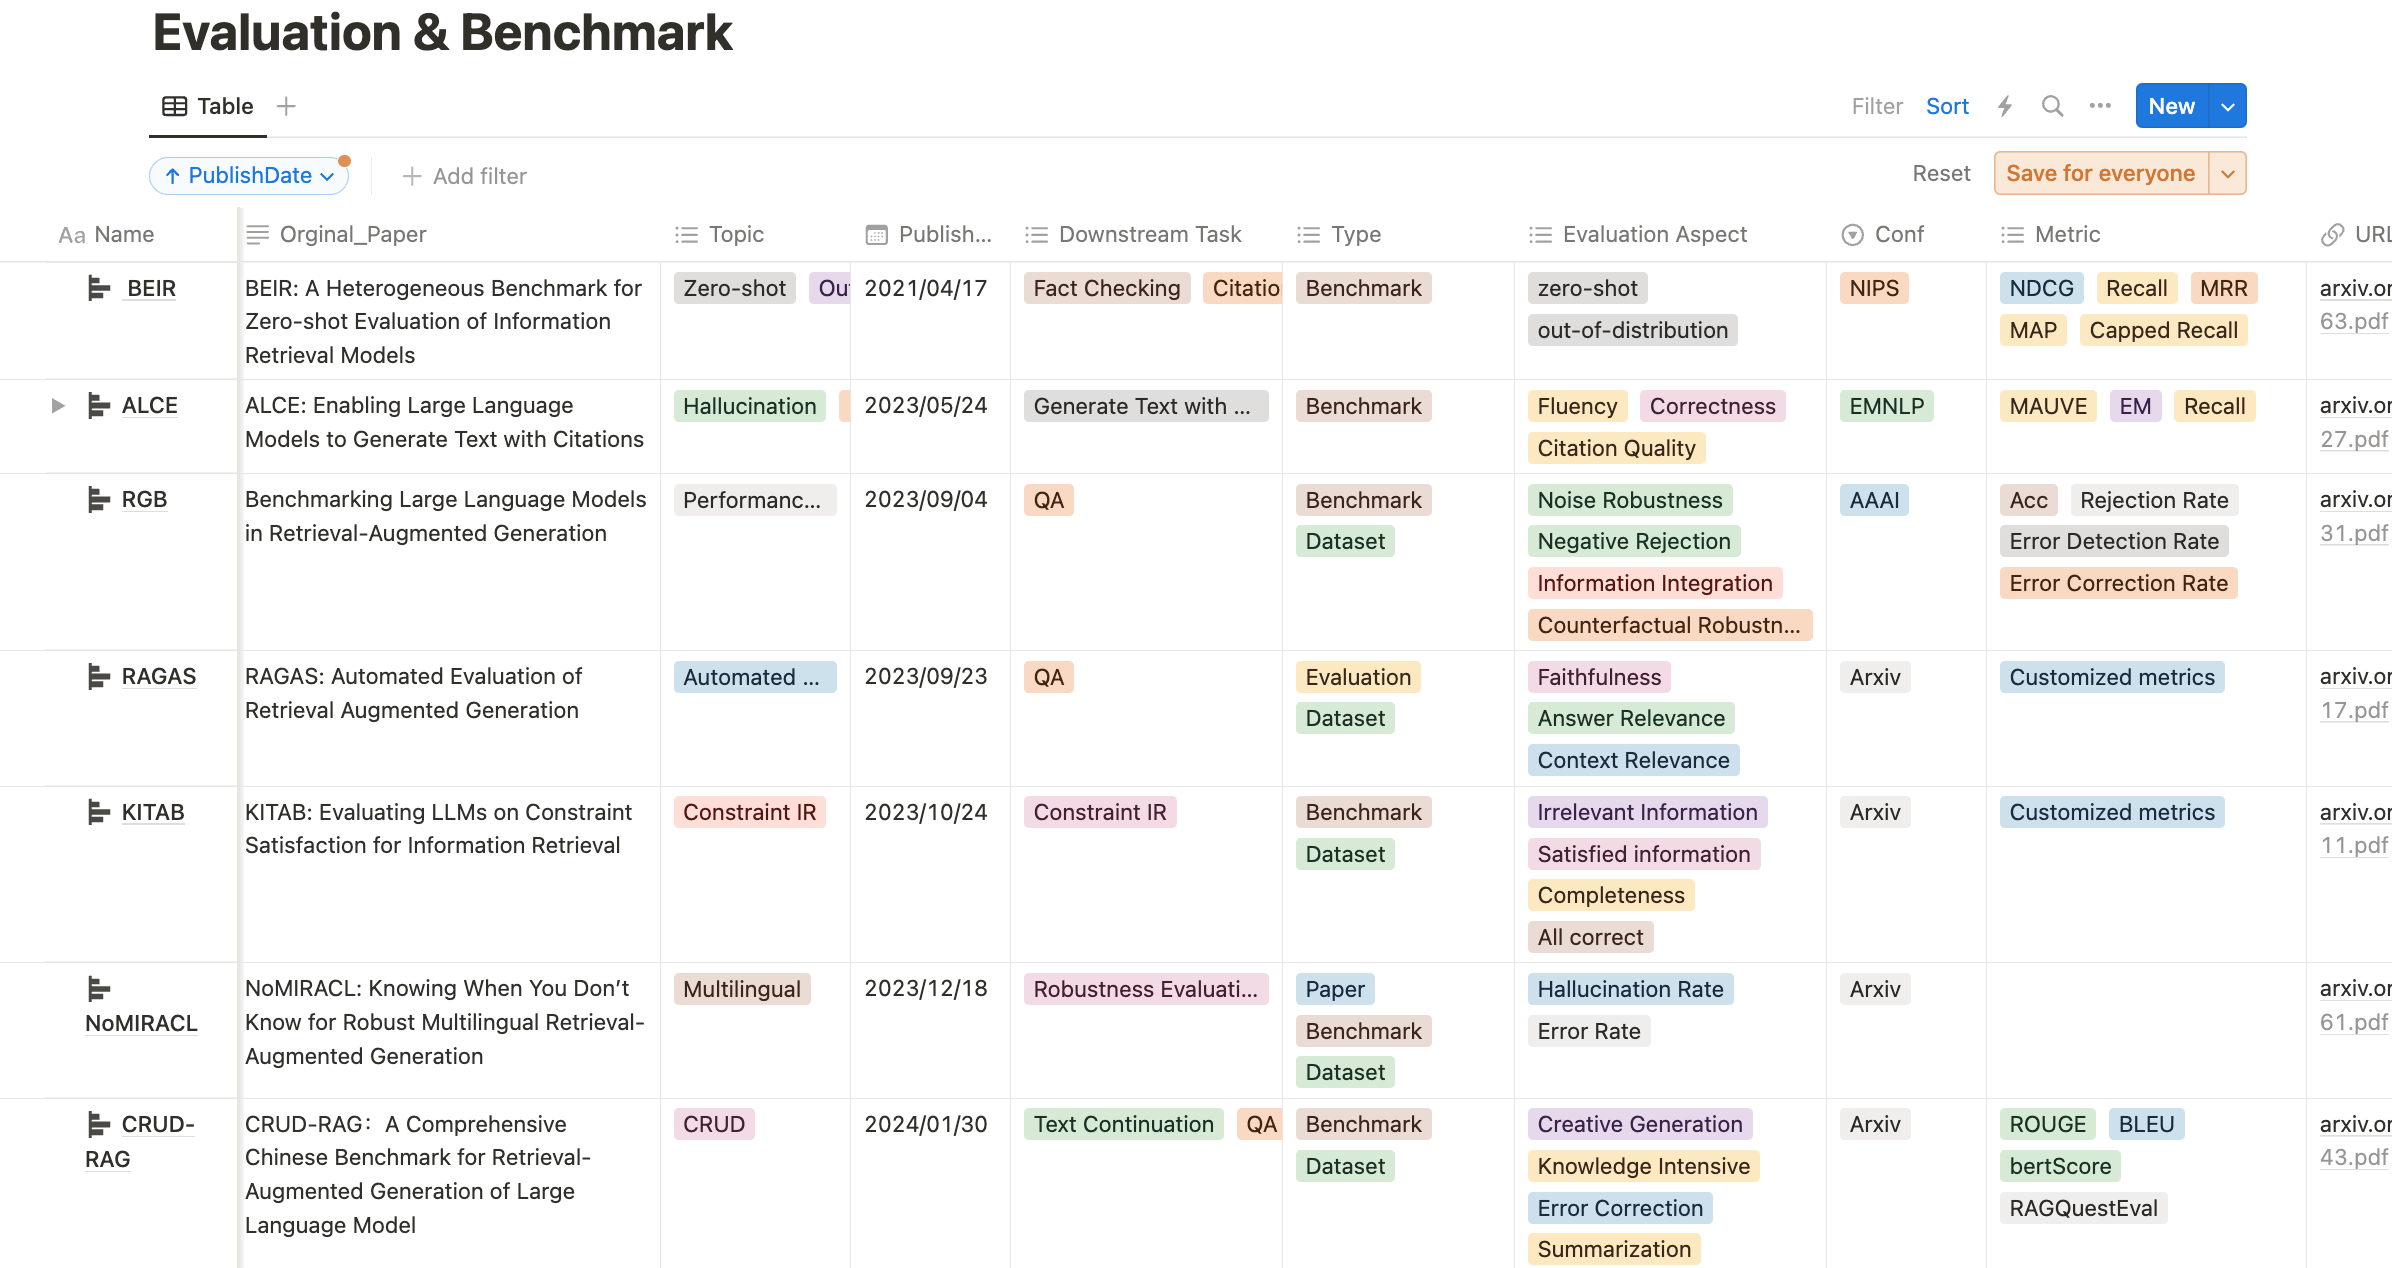 Evaluation & Benchmark
Table
Filter Sort New
PublishDate Add filter
Reset Save for everyone
Aa Name Orginal_Paper Topic Publish... Downstream Task Type Evaluation Aspect Conf Metric URL
BEIR BEIR: A Heterogeneous Benchmark for Zero-shot Ou 2021/04/17 Fact Checking Citatio Benchmark zero-shot NIPS NDCG Recall MRR arxiv.or
Zero-shot Evaluation of Information out-of-distribution MAP Capped Recall 63.pdf
Retrieval Models
ALCE ALCE: Enabling Large Language Hallucination 2023/05/24 Generate Text with ... Benchmark Fluency Correctness EMNLP MAUVE EM Recall arxiv.or
Models to Generate Text with Citations Citation Quality 27.pdf
RGB Benchmarking Large Language Models Performanc... 2023/09/04 QA Benchmark Noise Robustness AAAI Acc Rejection Rate arxiv.or
in Retrieval-Augmented Generation Dataset Negative Rejection Error Detection Rate 31.pdf
Information Integration Error Correction Rate
Counterfactual Robustn...
RAGAS RAGAS: Automated Evaluation of Automated ... 2023/09/23 QA Evaluation Faithfulness Arxiv Customized metrics arxiv.or
Retrieval Augmented Generation Dataset Answer Relevance 17.pdf
Context Relevance
KITAB KITAB: Evaluating LLMs on Constraint Constraint IR 2023/10/24 Constraint IR Benchmark Irrelevant Information Arxiv Customized metrics arxiv.or
Satisfaction for Information Retrieval Dataset Satisfied information 11.pdf
Completeness
All correct
NoMIRACL: Knowing When You Don't Multilingual 2023/12/18 Robustness Evaluati... Paper Hallucination Rate Arxiv arxiv.or
NoMIRACL Know for Robust Multilingual Retrieval- Benchmark Error Rate 61.pdf
Augmented Generation Dataset
CRUD- CRUD-RAG：A Comprehensive CRUD 2024/01/30 Text Continuation QA Benchmark Creative Generation Arxiv ROUGE BLEU arxiv.or
RAG Chinese Benchmark for Retrieval- Dataset Knowledge Intensive bertScore 43.pdf
Augmented Generation of Large Error Correction RAGQuestEval
Language Model Summarization